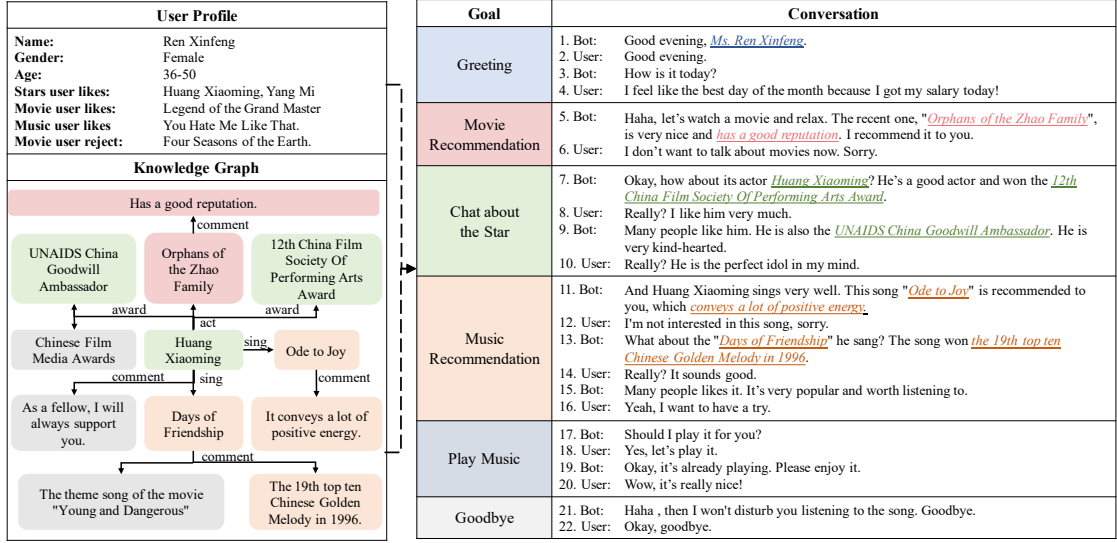 User Profile
Name: Ren Xinfeng
Gender: Female
Age: 36-50
Stars user likes: Huang Xiaoming, Yang Mi
Movie user likes: Legend of the Grand Master
Music user likes You Hate Me Like That.
Movie user reject: Four Seasons of the Earth.
Knowledge Graph
Has a good reputation.
comment
UNAIDS China
Goodwill
Ambassador
Orphans of
the Zhao
Family
12th China Film
Society Of
Performing Arts
Award
award
act
award
Chinese Film
Media Awards
Huang
Xiaoming
sing
Ode to Joy
comment
sing
comment
As a fellow, I will
always support
you.
Days of
Friendship
It conveys a lot of
positive energy.
comment
The theme song of the movie
"Young and Dangerous"
The 19th top ten
Chinese Golden
Melody in 1996.
Goal
Conversation
Greeting
1. Bot: Good evening, Ms. Ren Xinfeng.
2. User: Good evening.
3. Bot: How is it today?
4. User: I feel like the best day of the month because I got my salary today!
Movie
Recommendation
5. Bot: Haha, let's watch a movie and relax. The recent one, "Orphans of the Zhao Family",
is very nice and has a good reputation. I recommend it to you.
6. User: I don't want to talk about movies now. Sorry.
Chat about
the Star
7. Bot: Okay, how about its actor Huang Xiaoming? He's a good actor and won the 12th
China Film Society Of Performing Arts Award.
8. User: Really? I like him very much.
9. Bot: Many people like him. He is also the UNAIDS China Goodwill Ambassador. He is
very kind-hearted.
10. User: Really? He is the perfect idol in my mind.
Music
Recommendation
11. Bot: And Huang Xiaoming sings very well. This song "Ode to Joy" is recommended to
you, which conveys a lot of positive energy.
12. User: I'm not interested in this song, sorry.
13. Bot: What about the "Days of Friendship" he sang? The song won the 19th top ten
Chinese Golden Melody in 1996.
14. User: Really? It sounds good.
15. Bot: Many people likes it. It's very popular and worth listening to.
16. User: Yeah, I want to have a try.
Play Music
17. Bot: Should I play it for you?
18. User: Yes, let's play it.
19. Bot: Okay, it's already playing. Please enjoy it.
20. User: Wow, it's really nice!
Goodbye
21. Bot: Haha , then I won't disturb you listening to the song. Goodbye.
22. User: Okay, goodbye.